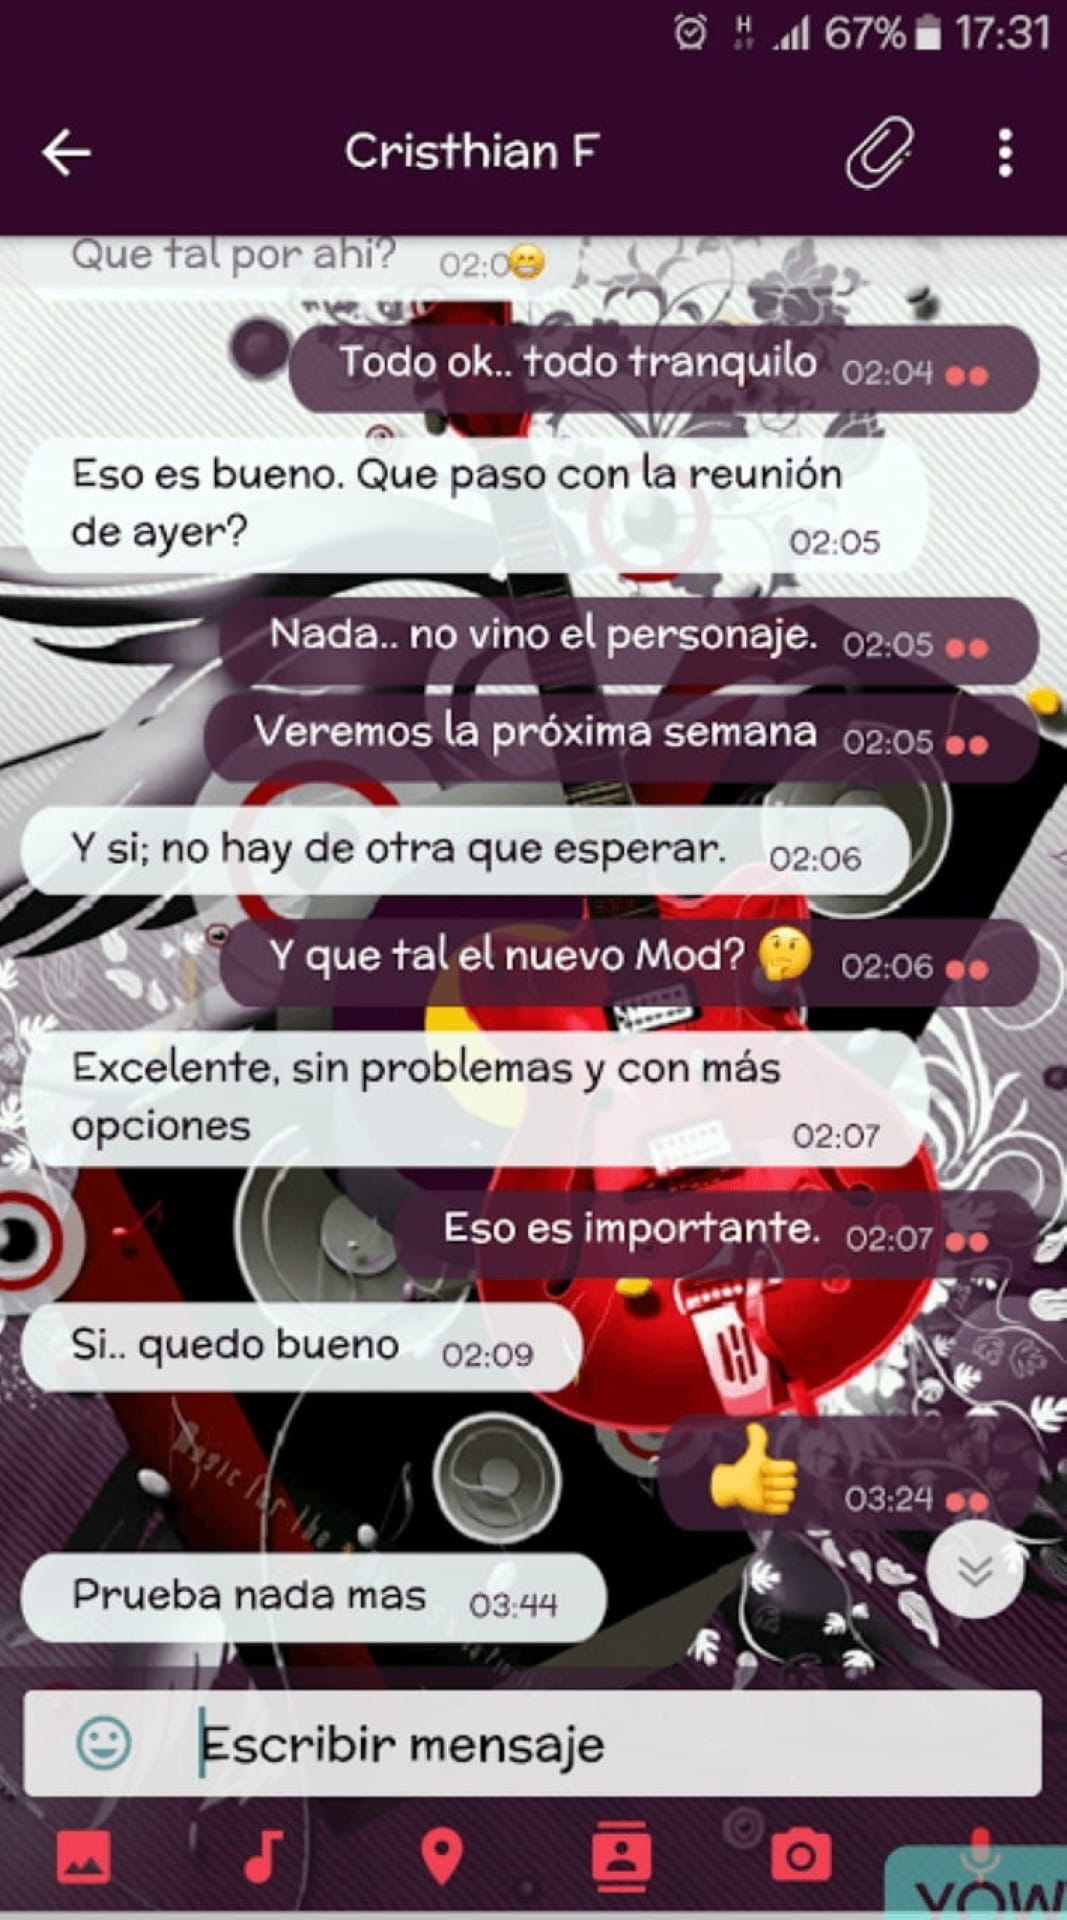 H 67% 17:31
Cristhian F
Que tal por ahi? 02:0
Todo ok.. todo tranquilo 02:04
Eso es bueno. Que paso con la reunión
de ayer? 02:05
Nada.. no vino el personaje. 02:05
Veremos la próxima semana 02:05
Y si; no hay de otra que esperar. 02:06
Y que tal el nuevo Mod? 🤔 02:06
Excelente, sin problemas y con más
opciones 02:07
Eso es importante. 02:07
Si.. quedo bueno 02:09
👍 03:24
Music for the
Prueba nada mas 03:44
Escribir mensaje
YOW